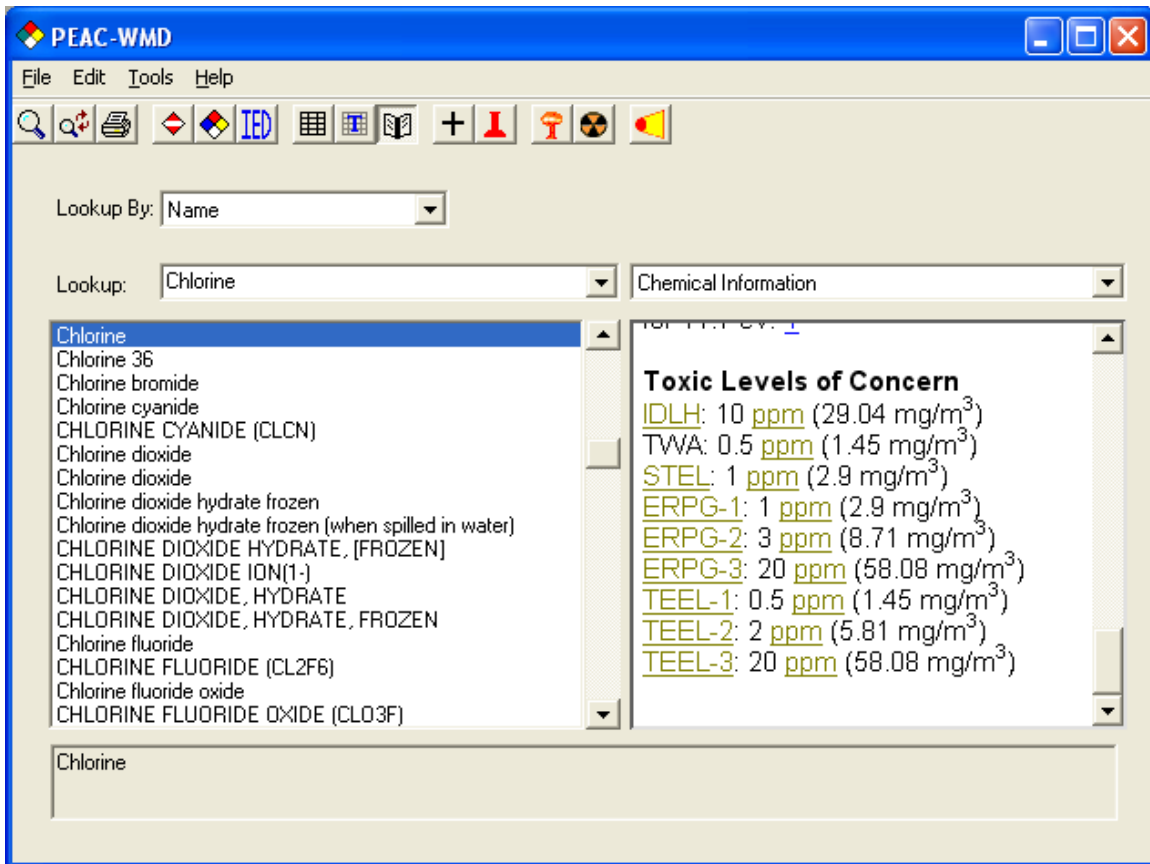 PEAC-WMD
File Edit Tools Help
IED T
Lookup By: Name
Lookup: Chlorine Chemical Information
Chlorine
Chlorine 36
Chlorine bromide
Chlorine cyanide
CHLORINE CYANIDE (CLCN)
Chlorine dioxide
Chlorine dioxide
Chlorine dioxide hydrate frozen
Chlorine dioxide hydrate frozen (when spilled in water)
CHLORINE DIOXIDE HYDRATE, [FROZEN]
CHLORINE DIOXIDE ION(1-)
CHLORINE DIOXIDE, HYDRATE
CHLORINE DIOXIDE, HYDRATE, FROZEN
Chlorine fluoride
CHLORINE FLUORIDE (CL2F6)
Chlorine fluoride oxide
CHLORINE FLUORIDE OXIDE (CLO3F)
Toxic Levels of Concern
IDLH: 10 ppm (29.04 mg/m³)
TWA: 0.5 ppm (1.45 mg/m³)
STEL: 1 ppm (2.9 mg/m³)
ERPG-1: 1 ppm (2.9 mg/m³)
ERPG-2: 3 ppm (8.71 mg/m³)
ERPG-3: 20 ppm (58.08 mg/m³)
TEEL-1: 0.5 ppm (1.45 mg/m³)
TEEL-2: 2 ppm (5.81 mg/m³)
TEEL-3: 20 ppm (58.08 mg/m³)
Chlorine